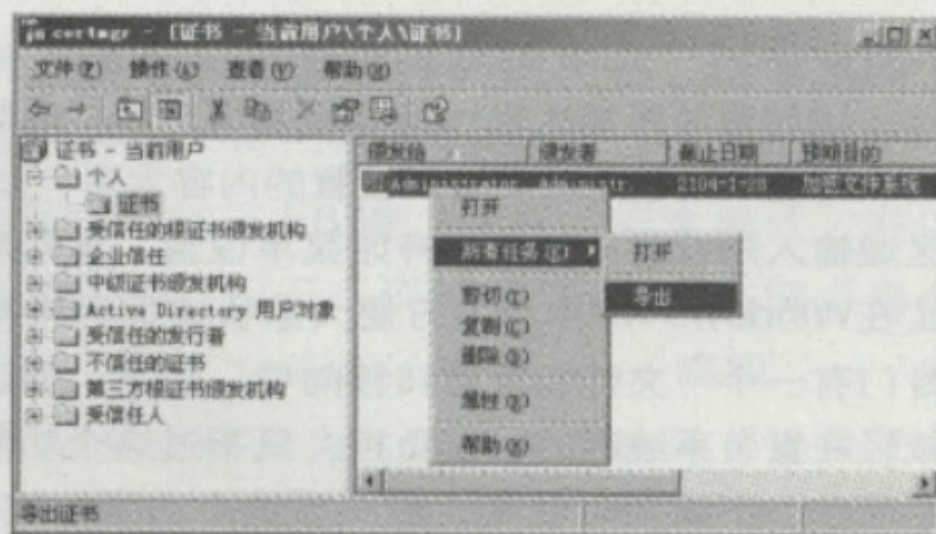 certmgr - [证书 - 当前用户\个人\证书]
文件(F) 操作(A) 查看(V) 帮助(H)
证书 - 当前用户
个人
证书
受信任的根证书颁发机构
企业信任
中级证书颁发机构
Active Directory 用户对象
受信任的发行者
不信任的证书
第三方根证书颁发机构
受信任人
颁发给 颁发者 截止日期 预期目的
Administrator Administr. 2104-1-20 加密文件系统
打开
所有任务(K)
剪切(T)
复制(C)
删除(D)
属性(R)
帮助(H)
打开
导出
导出证书